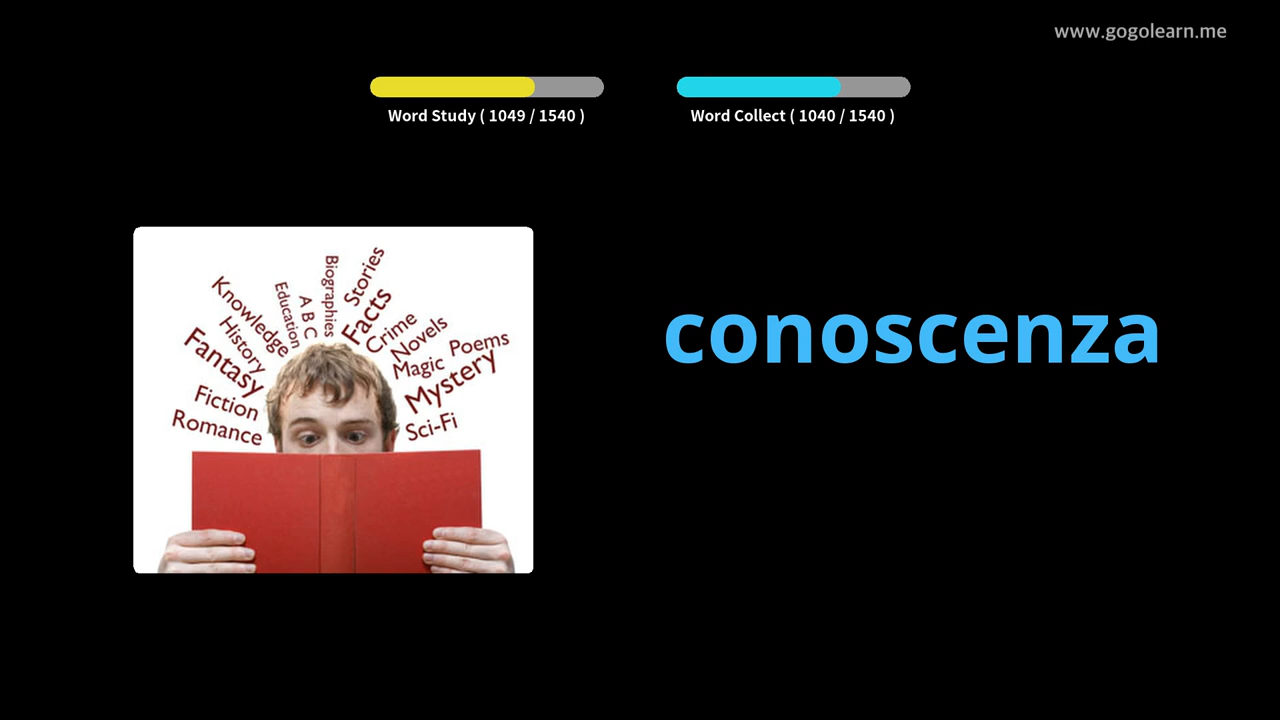 www.gogolearn.me
Word Study ( 1049 / 1540 )
Word Collect ( 1040 / 1540 )
conoscenza
Knowledge
Education
A B C
Biographies
Stories
Facts
Crime
Novels
Poems
Magic
Mystery
Sci-Fi
History
Fantasy
Fiction
Romance